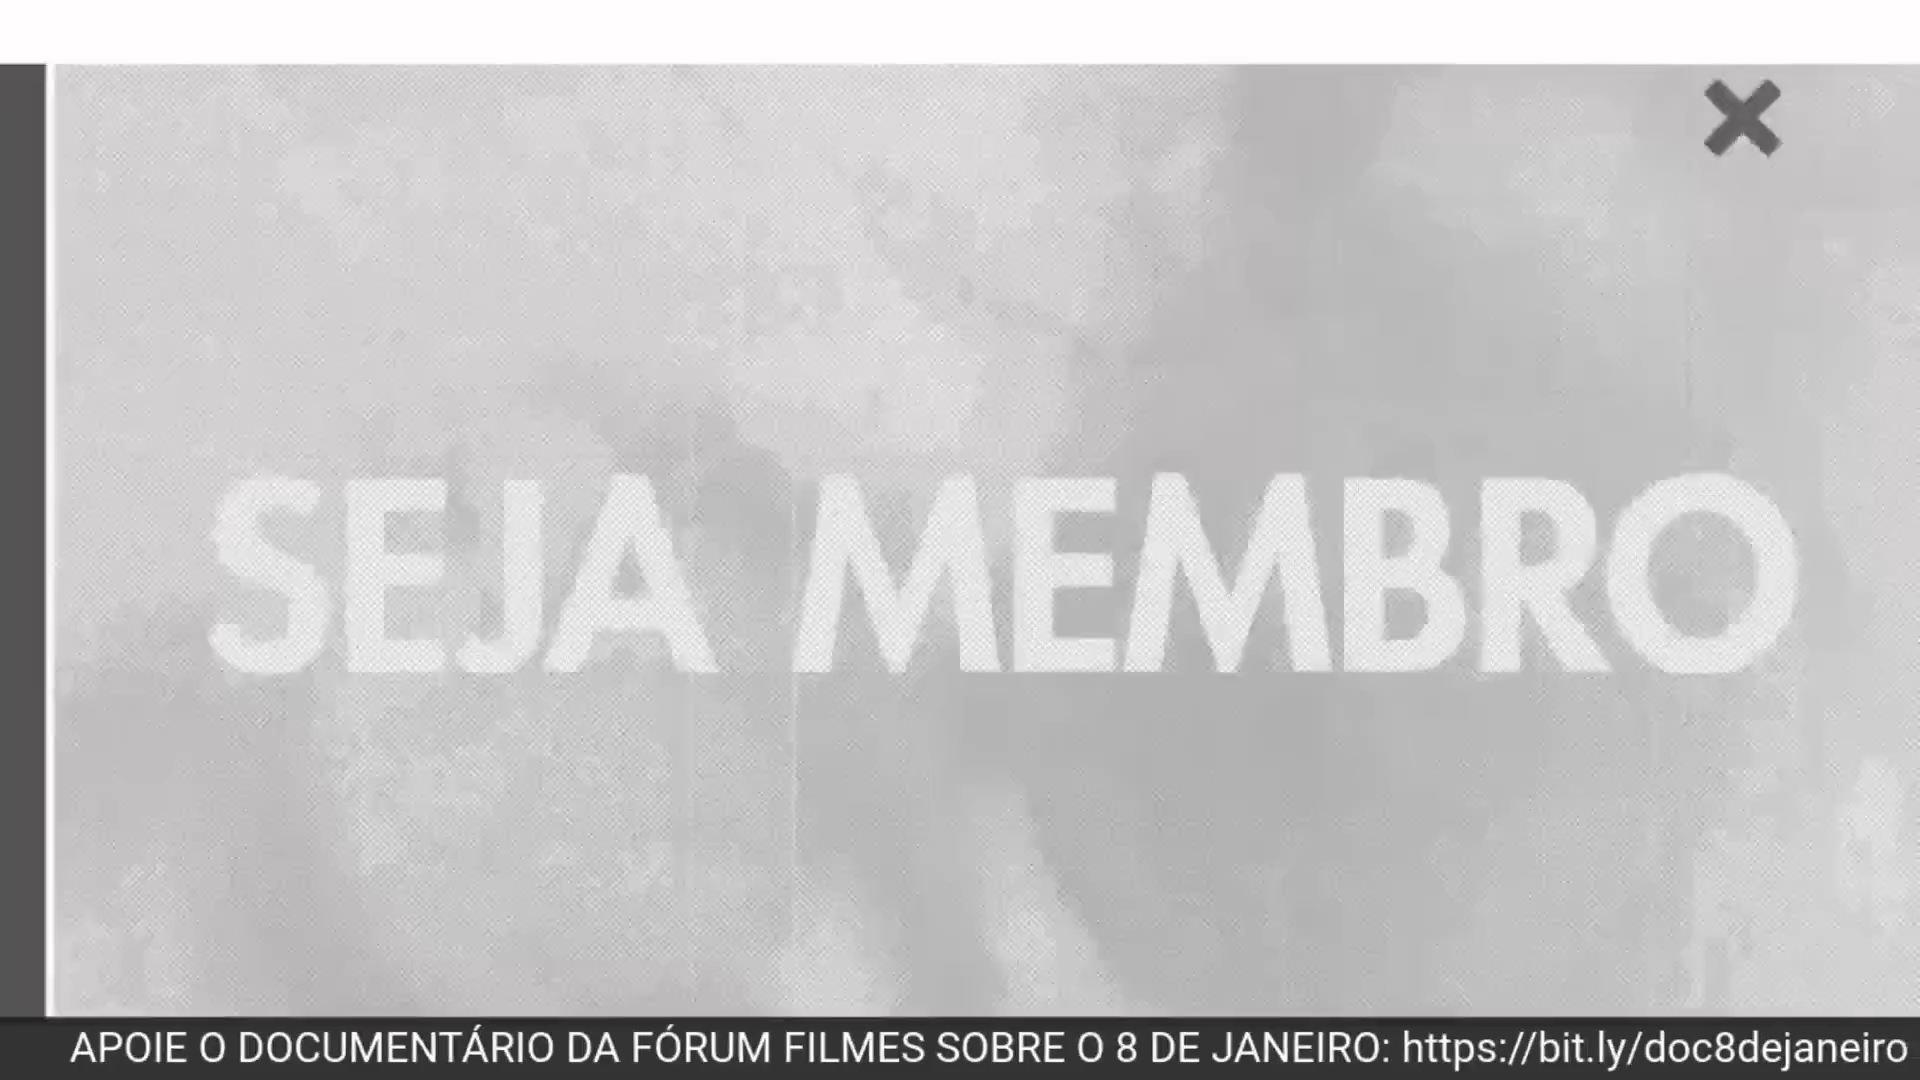 SEJA MEMBRO
APOIE O DOCUMENTÁRIO DA FÓRUM FILMES SOBRE O 8 DE JANEIRO: https://bit.ly/doc8dejaneiro